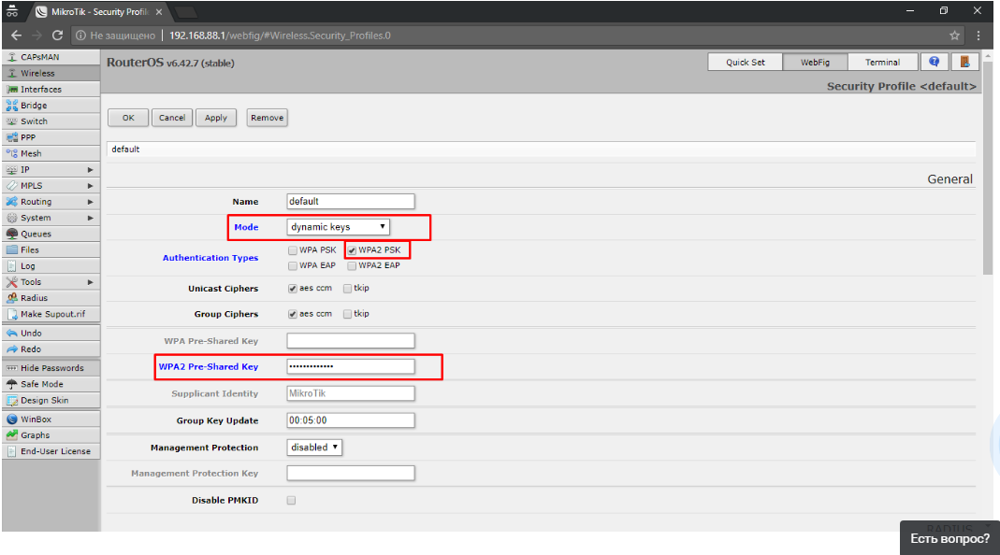 MikroTik - Security Profil
Не защищено | 192.168.88.1/webfig/#Wireless.Security_Profiles.0
CAPsMAN
Wireless
Interfaces
Bridge
Switch
PPP
Mesh
IP
MPLS
Routing
System
Queues
Files
Log
Tools
Radius
Make Supout.rif
Undo
Redo
Hide Passwords
Safe Mode
Design Skin
WinBox
Graphs
End-User License
RouterOS v6.42.7 (stable)
Quick Set WebFig Terminal
Security Profile <default>
OK Cancel Apply Remove
default
General
Name default
Mode dynamic keys
Authentication Types WPA PSK WPA2 PSK
WPA EAP WPA2 EAP
Unicast Ciphers aes ccm tkip
Group Ciphers aes ccm tkip
WPA Pre-Shared Key
WPA2 Pre-Shared Key •••••••••••••
Supplicant Identity MikroTik
Group Key Update 00:05:00
Management Protection disabled
Management Protection Key
Disable PMKID
RADIUS
Есть вопрос?